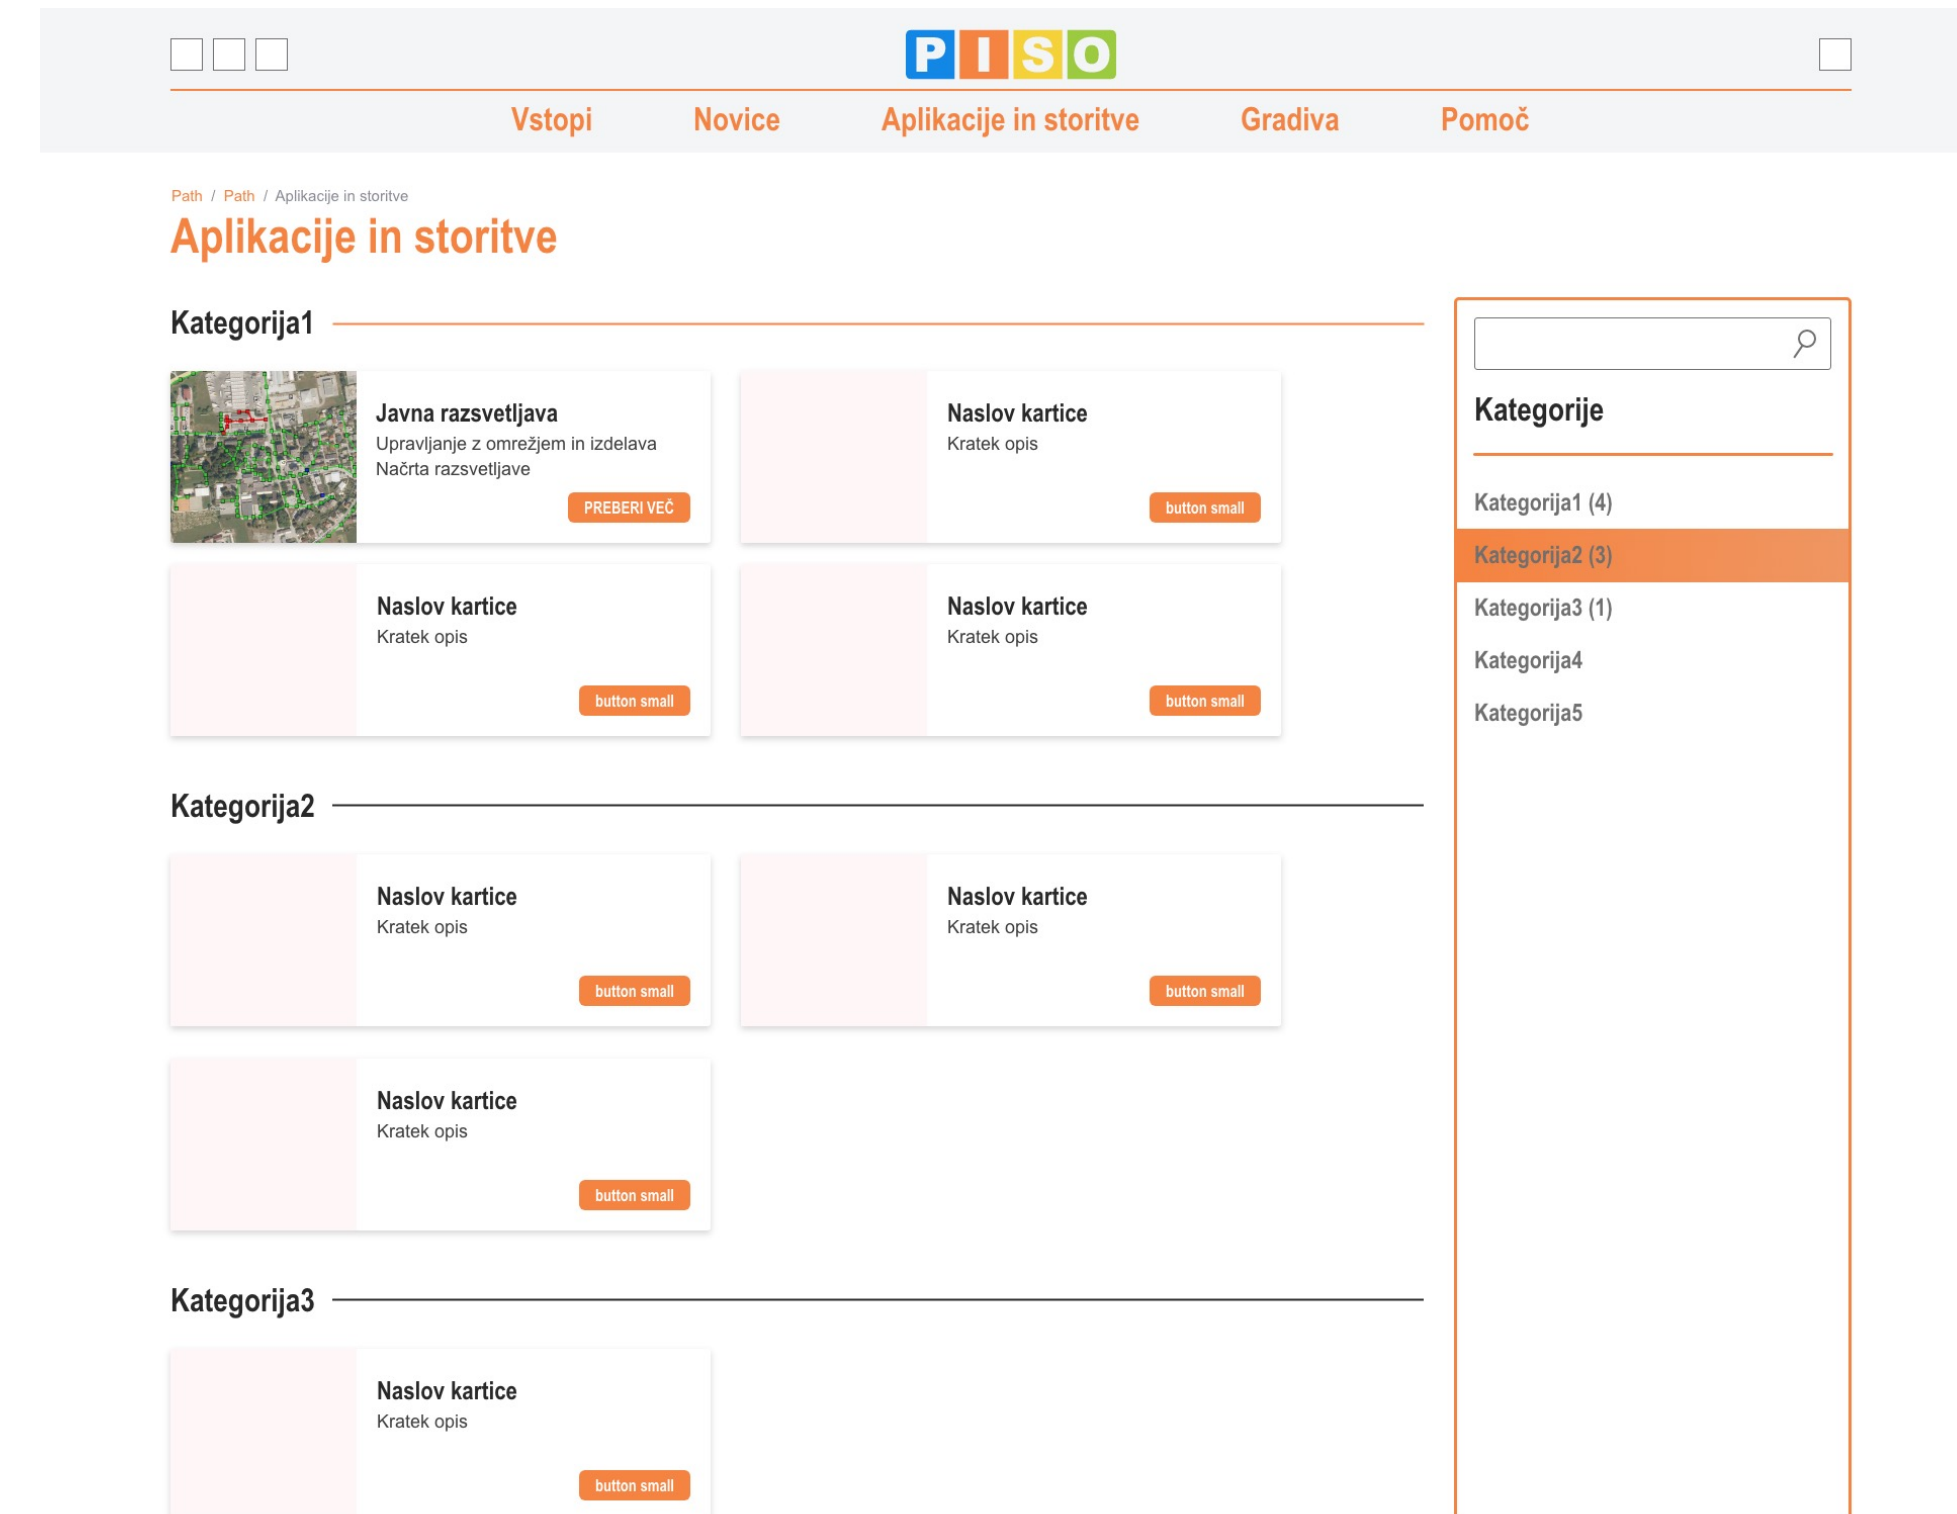 PISO
Vstopi Novice Aplikacije in storitve Gradiva Pomoč
Path / Path / Aplikacije in storitve
Aplikacije in storitve
Kategorija1
Javna razsvetljava
Upravljanje z omrežjem in izdelava
Načrta razsvetljave
PREBERI VEČ
Naslov kartice
Kratek opis
button small
Naslov kartice
Kratek opis
button small
Naslov kartice
Kratek opis
button small
Kategorija2
Naslov kartice
Kratek opis
button small
Naslov kartice
Kratek opis
button small
Naslov kartice
Kratek opis
button small
Kategorija3
Naslov kartice
Kratek opis
button small
Kategorije
Kategorija1 (4)
Kategorija2 (3)
Kategorija3 (1)
Kategorija4
Kategorija5